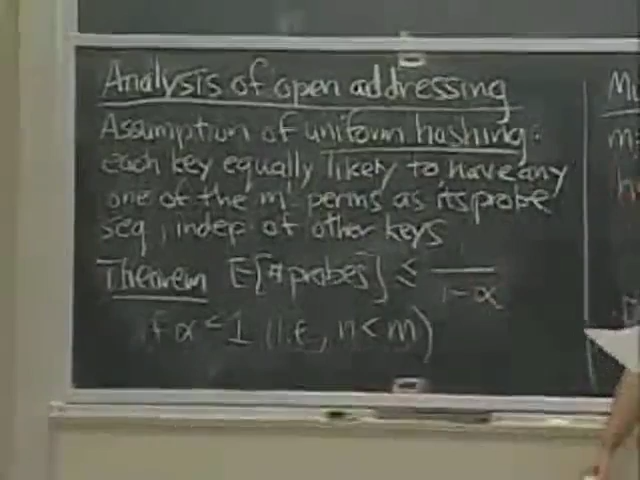 Analysis of open addressing
Assumption of uniform hashing:
each key equally likely to have any
one of the m! perms as its probe
seq, indep of other keys
Theorem E[#probes] ≤ /1-α
if α<1 (i.e., n<m)
Mu
m
h